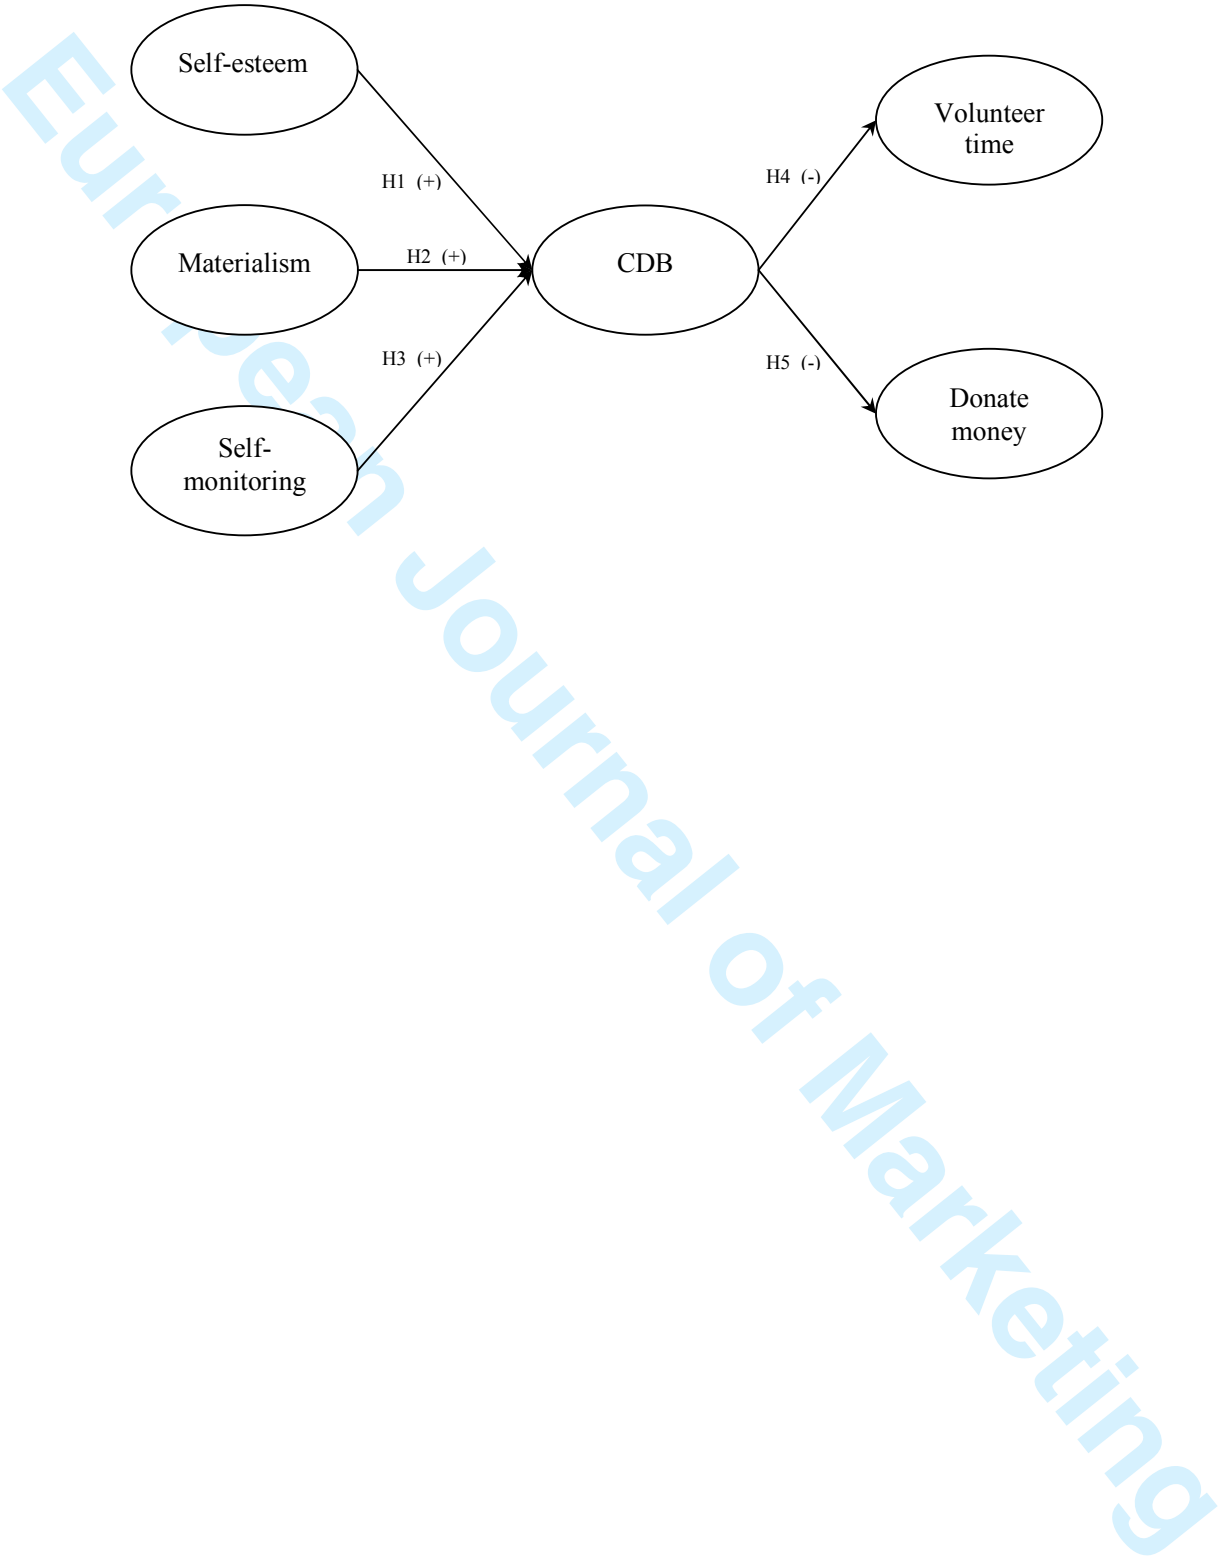 Self-esteem
Volunteer
time
H1 (+)
H4 (-)
Materialism
H2 (+)
CDB
H3 (+)
H5 (-)
Donate
money
Self-
monitoring
European Journal of Marketing